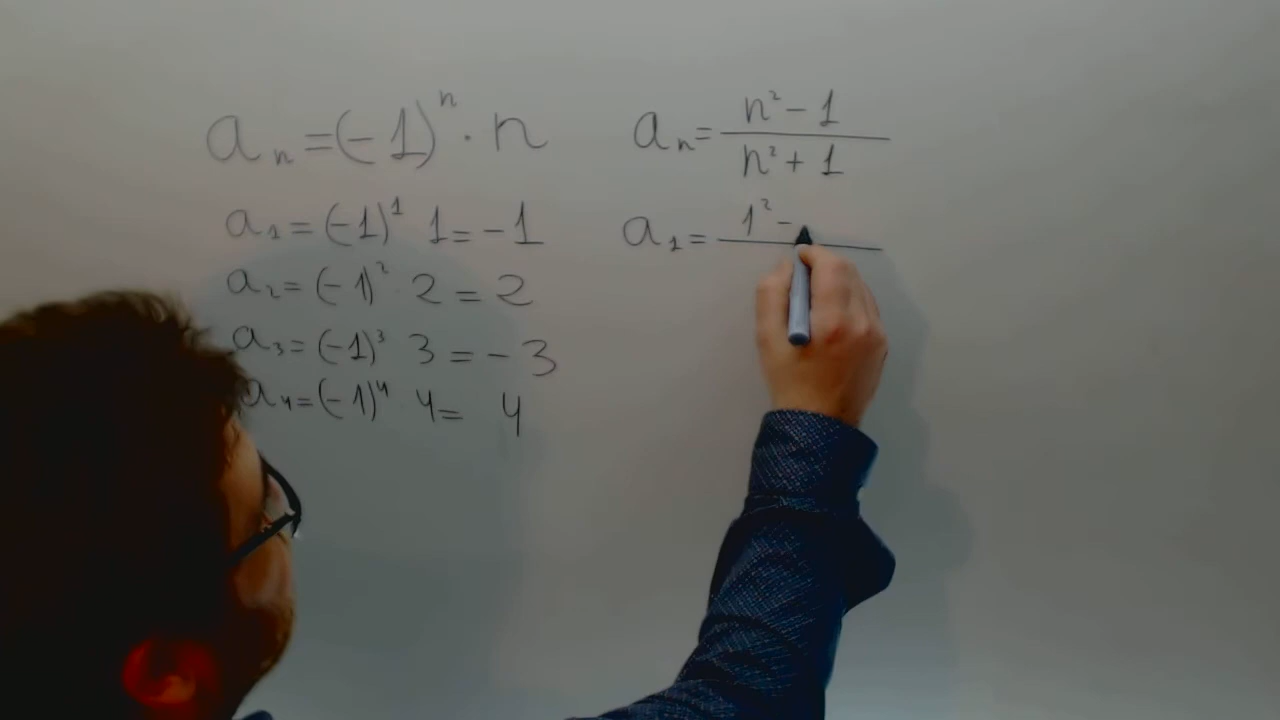 aₙ = (-1)ⁿ · n
a₁ = (-1)¹ 1 = -1
a₂ = (-1)² · 2 = 2
a₃ = (-1)³ 3 = -3
a₄ = (-1)⁴ 4 = 4
aₙ = (n² - 1) / (n² + 1)
a₁ = 1² -